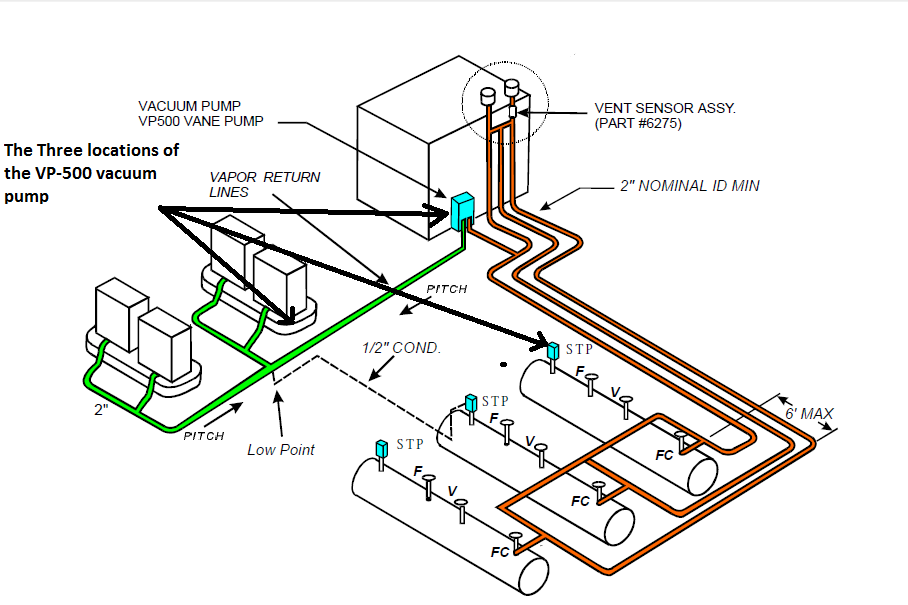 VACUUM PUMP
VP500 VANE PUMP
VENT SENSOR ASSY.
(PART #6275)
The Three locations of
the VP-500 vacuum
pump
VAPOR RETURN
LINES
2" NOMINAL ID MIN
PITCH
1/2" COND.
STP
F
V
2"
PITCH
Low Point
STP
F
V
6' MAX
FC
STP
F
V
FC
FC